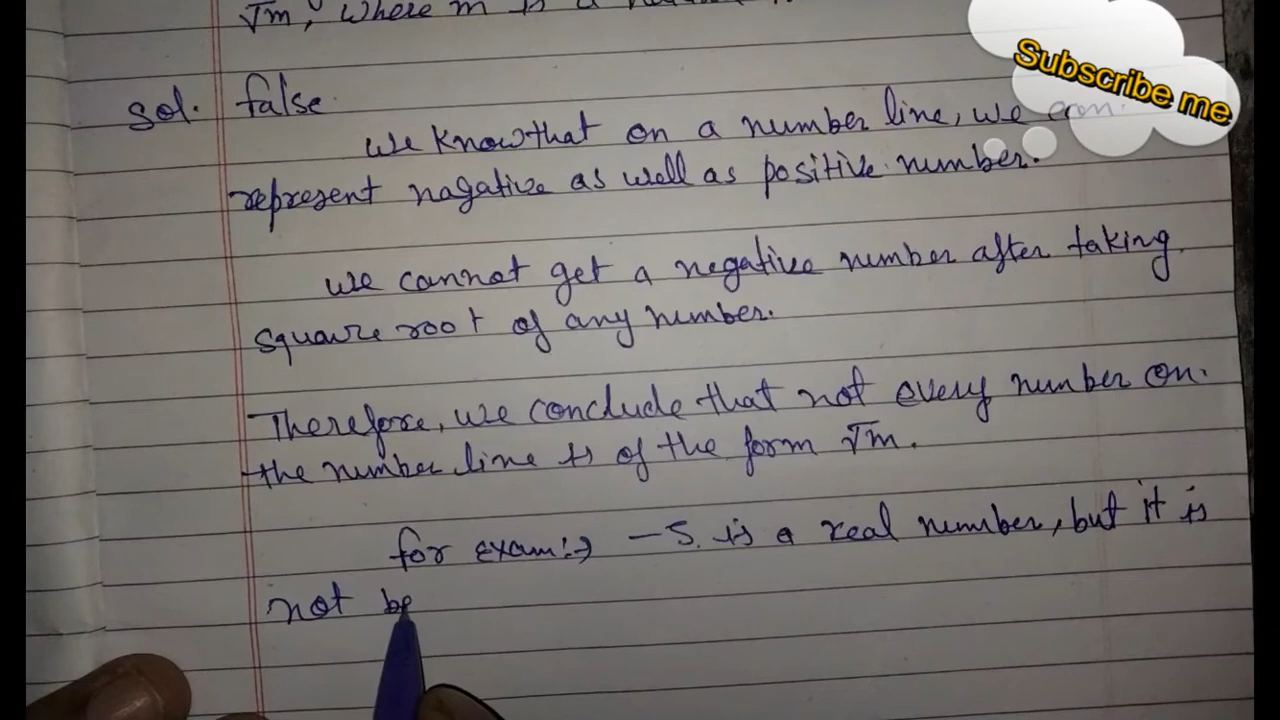 √m, where m is a
Subscribe me
Sol. false.
we know that on a number line, we can
represent nagative as well as positive number.
we cannot get a negative number after taking
square root of any number.
Therefore, we conclude that not every number on
the number line is of the form √m.
for exam:→ -5. is a real number, but it is
not be